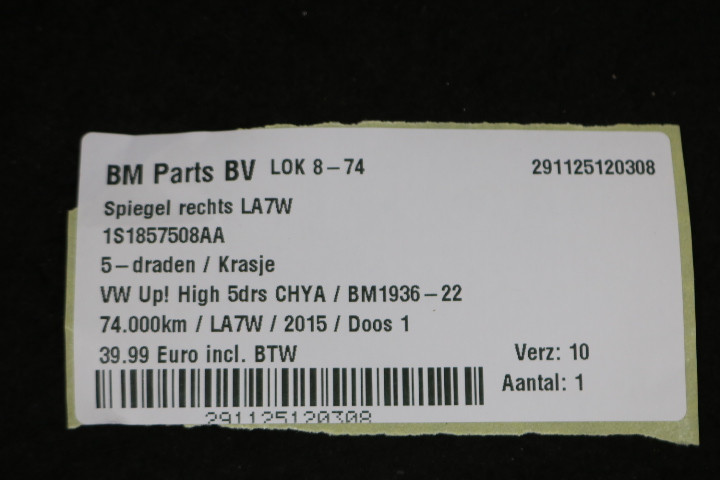 BM Parts BV LOK 8-74 291125120308
Spiegel rechts LA7W
1S1857508AA
5-draden / Krasje
VW Up! High 5drs CHYA / BM1936-22
74.000km / LA7W / 2015 / Doos 1
39.99 Euro incl. BTW Verz: 10
Aantal: 1
291125120308